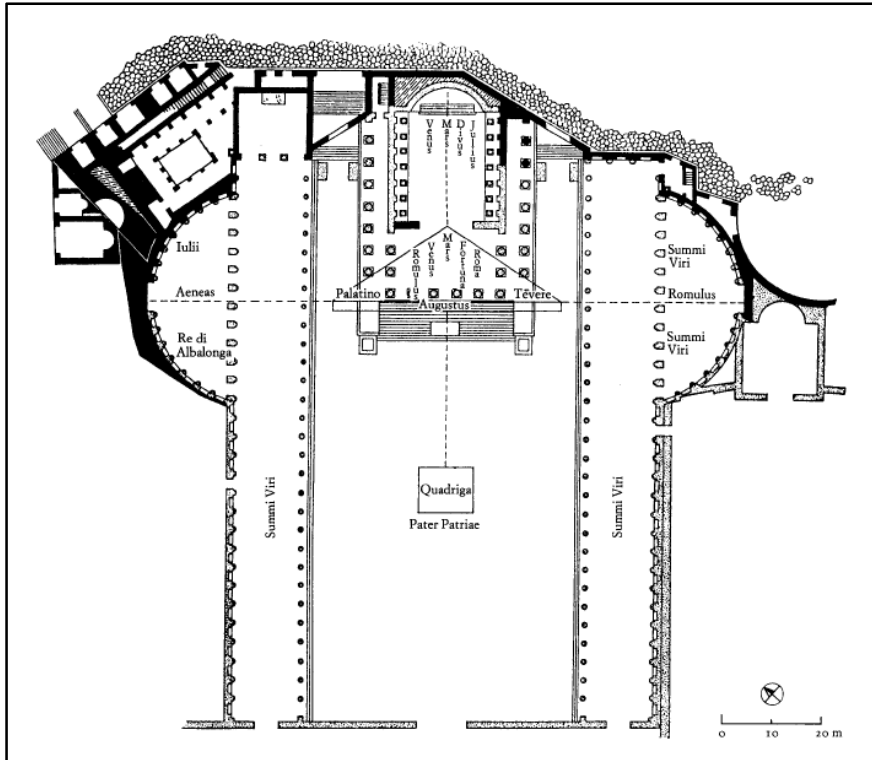 Venus
Mars
Divus
Julius
Romulus
Venus
Mars
Fortuna
Roma
Palatino
Augustus
Tevere
Iulii
Aeneas
Re di
Albalonga
Summi
Viri
Romulus
Summi
Viri
Summi Viri
Quadriga
Pater Patriae
Summi Viri
0 10 20 m